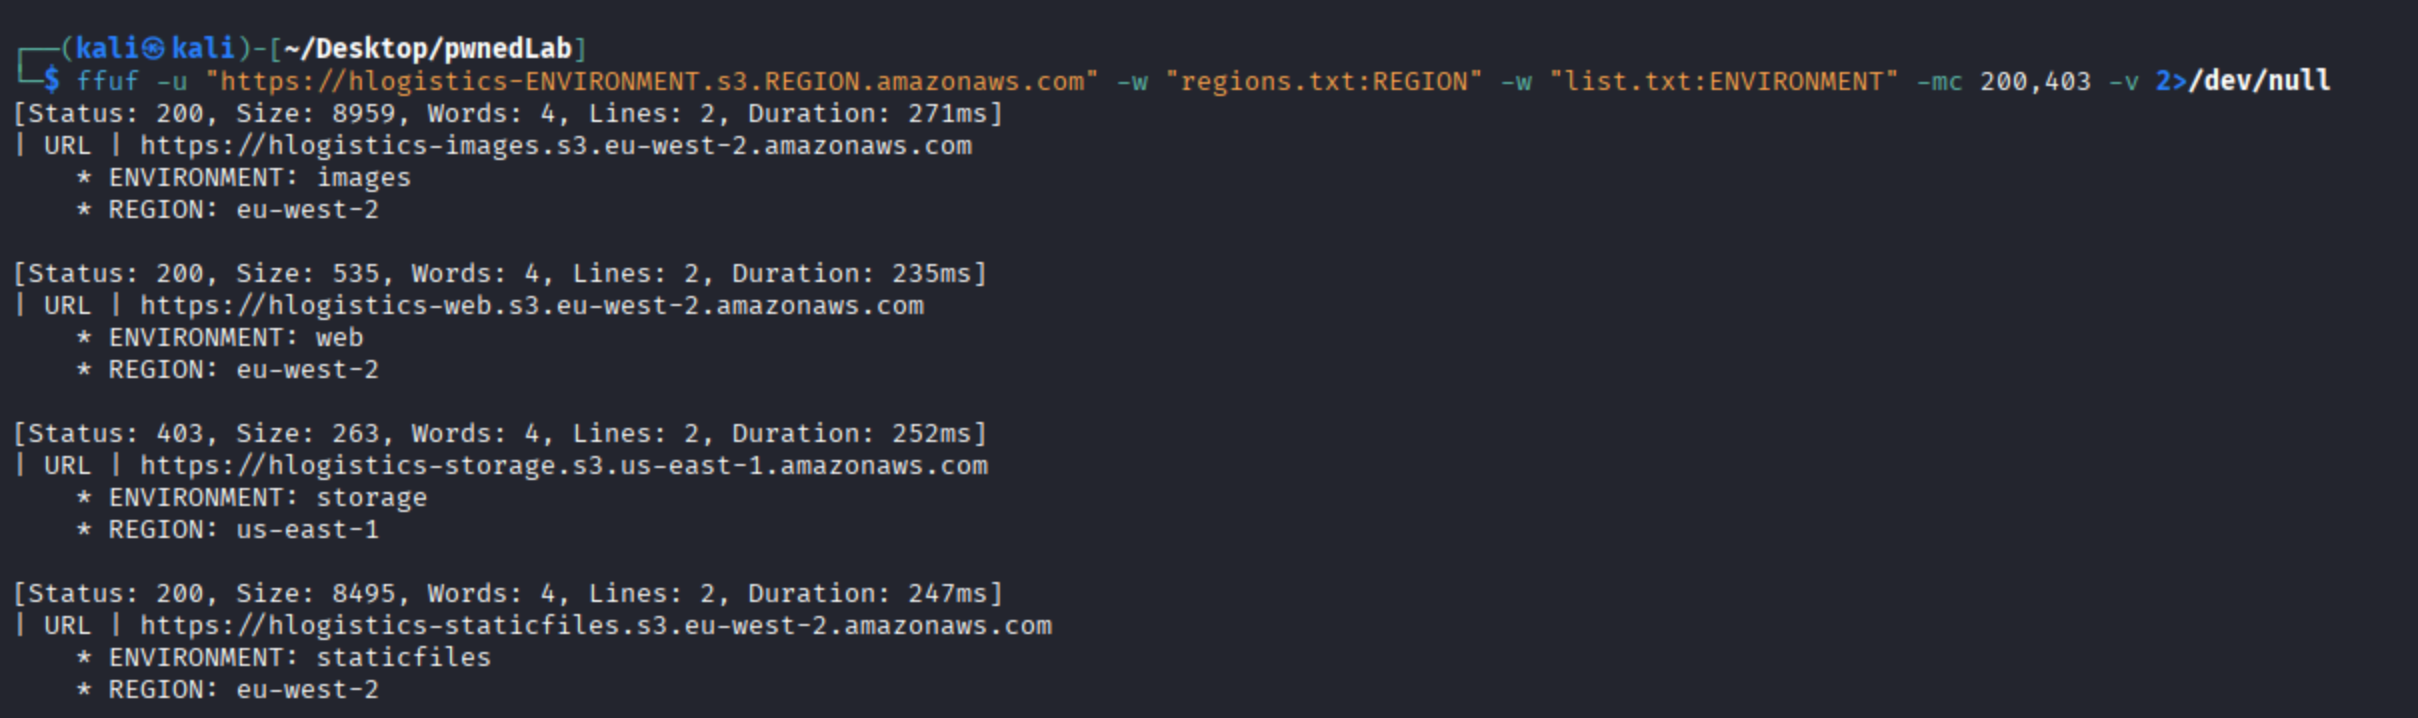 ┌──(kali㉿kali)-[~/Desktop/pwnedLab]
└─$ ffuf -u "https://hlogistics-ENVIRONMENT.s3.REGION.amazonaws.com" -w "regions.txt:REGION" -w "list.txt:ENVIRONMENT" -mc 200,403 -v 2>/dev/null
[Status: 200, Size: 8959, Words: 4, Lines: 2, Duration: 271ms]
| URL | https://hlogistics-images.s3.eu-west-2.amazonaws.com
    * ENVIRONMENT: images
    * REGION: eu-west-2

[Status: 200, Size: 535, Words: 4, Lines: 2, Duration: 235ms]
| URL | https://hlogistics-web.s3.eu-west-2.amazonaws.com
    * ENVIRONMENT: web
    * REGION: eu-west-2

[Status: 403, Size: 263, Words: 4, Lines: 2, Duration: 252ms]
| URL | https://hlogistics-storage.s3.us-east-1.amazonaws.com
    * ENVIRONMENT: storage
    * REGION: us-east-1

[Status: 200, Size: 8495, Words: 4, Lines: 2, Duration: 247ms]
| URL | https://hlogistics-staticfiles.s3.eu-west-2.amazonaws.com
    * ENVIRONMENT: staticfiles
    * REGION: eu-west-2